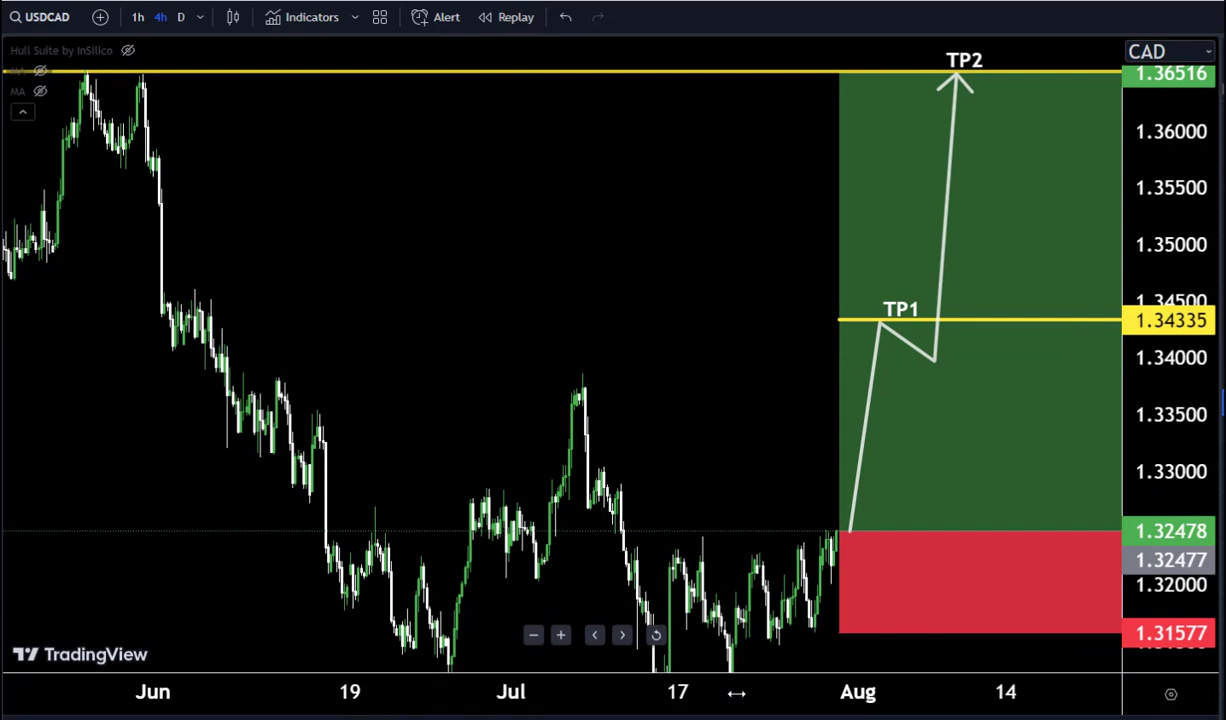 USDCAD 1h 4h D Indicators Alert Replay
Hull Suite by InSilico
MA
CAD
TP2
1.36516
1.36000
1.35500
1.35000
1.34500
TP1
1.34335
1.34000
1.33500
1.33000
1.32478
1.32477
1.32000
1.31577
TradingView
Jun 19 Jul 17 Aug 14